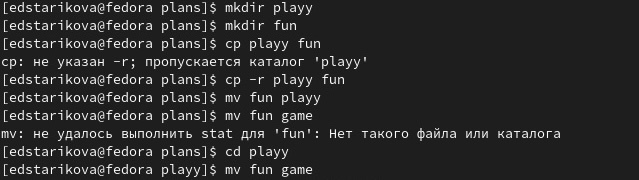 [edstarikova@fedora plans]$ mkdir playy
[edstarikova@fedora plans]$ mkdir fun
[edstarikova@fedora plans]$ cp playy fun
cp: не указан -r; пропускается каталог 'playy'
[edstarikova@fedora plans]$ cp -r playy fun
[edstarikova@fedora plans]$ mv fun playy
[edstarikova@fedora plans]$ mv fun game
mv: не удалось выполнить stat для 'fun': Нет такого файла или каталога
[edstarikova@fedora plans]$ cd playy
[edstarikova@fedora playy]$ mv fun game